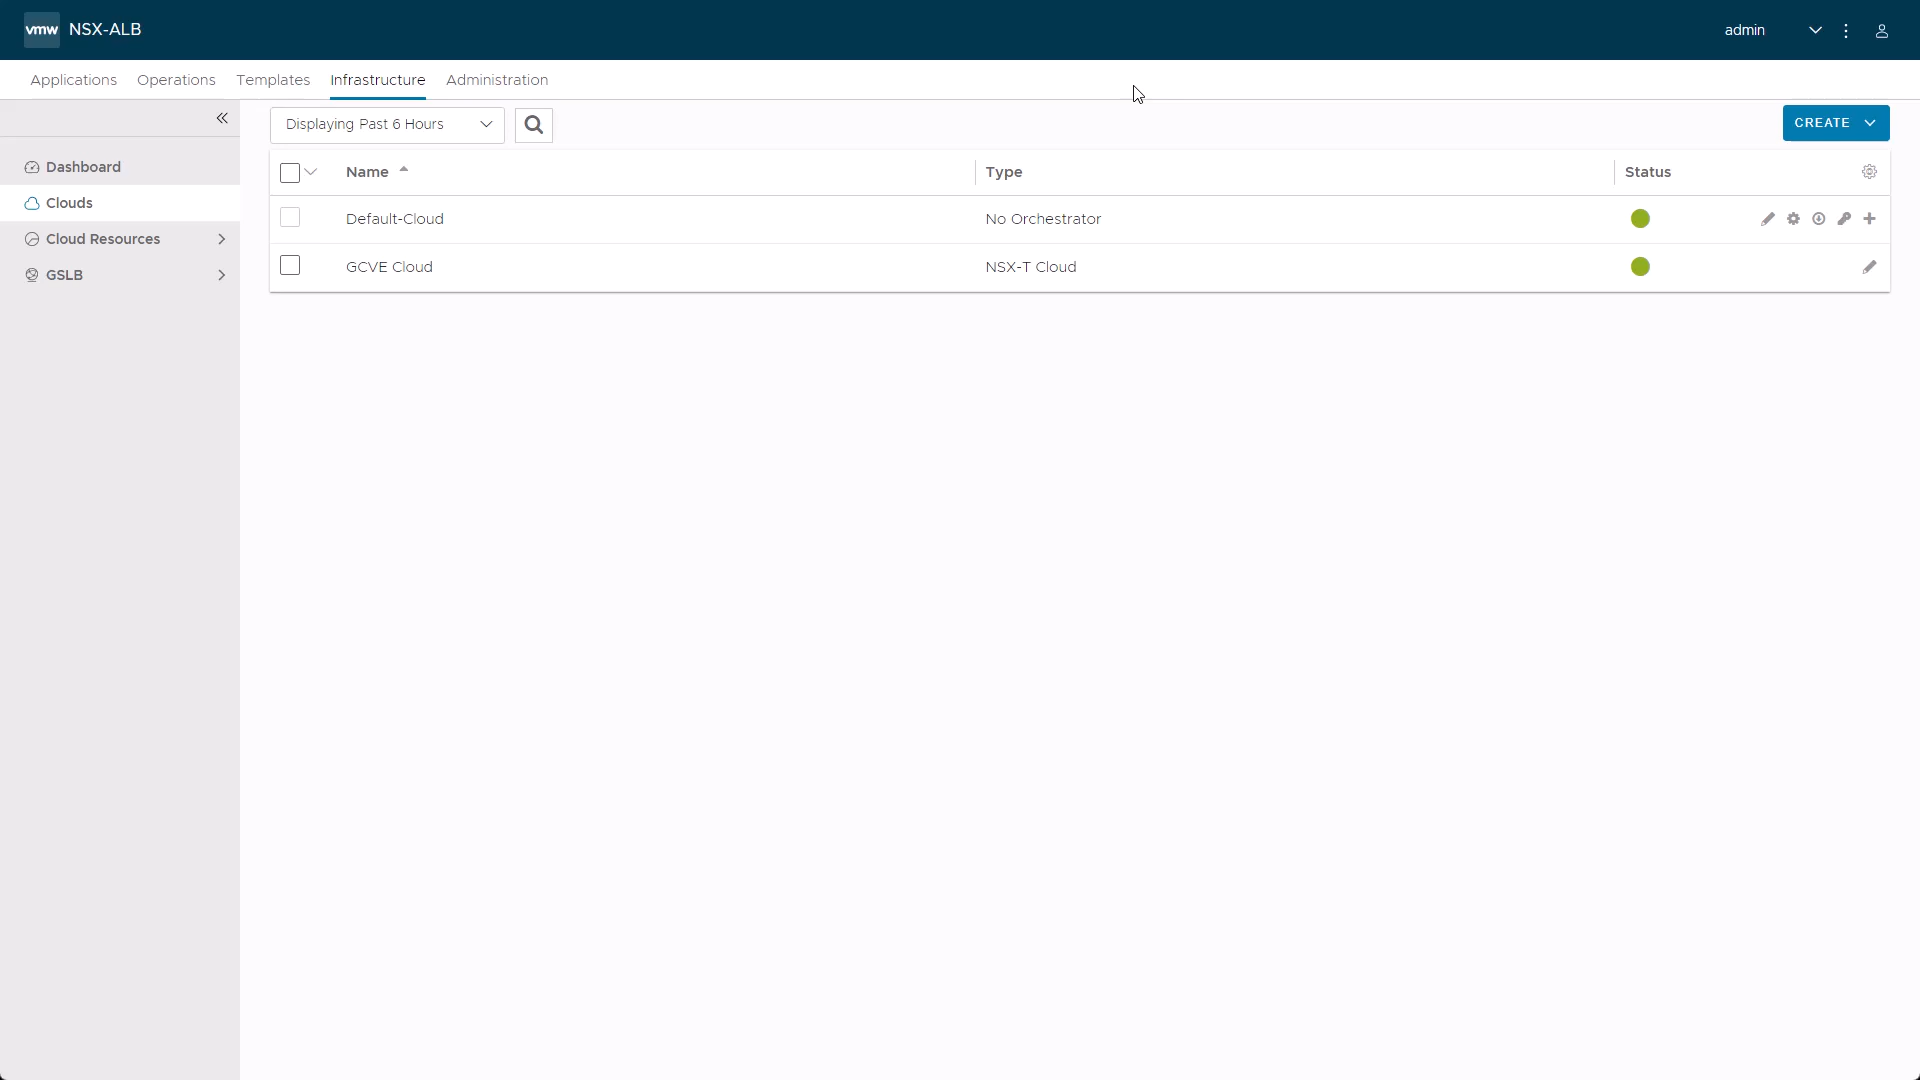 vmw NSX-ALB
admin
Applications Operations Templates Infrastructure Administration
Displaying Past 6 Hours
CREATE
Dashboard
Clouds
Cloud Resources
GSLB
Name Type Status
Default-Cloud No Orchestrator
GCVE Cloud NSX-T Cloud